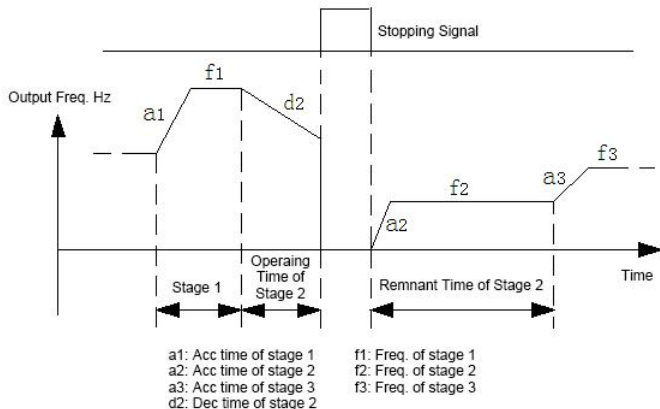 Stopping Signal
f1
Output Freq. Hz
d2
a1
f3
a3
f2
a2
Operaing
Time of
Stage 2
Time
Stage 1
Remnant Time of Stage 2
a1: Acc time of stage 1
f1: Freq. of stage 1
a2: Acc time of stage 2
f2: Freq. of stage 2
a3: Acc time of stage 3
f3: Freq. of stage 3
d2: Dec time of stage 2